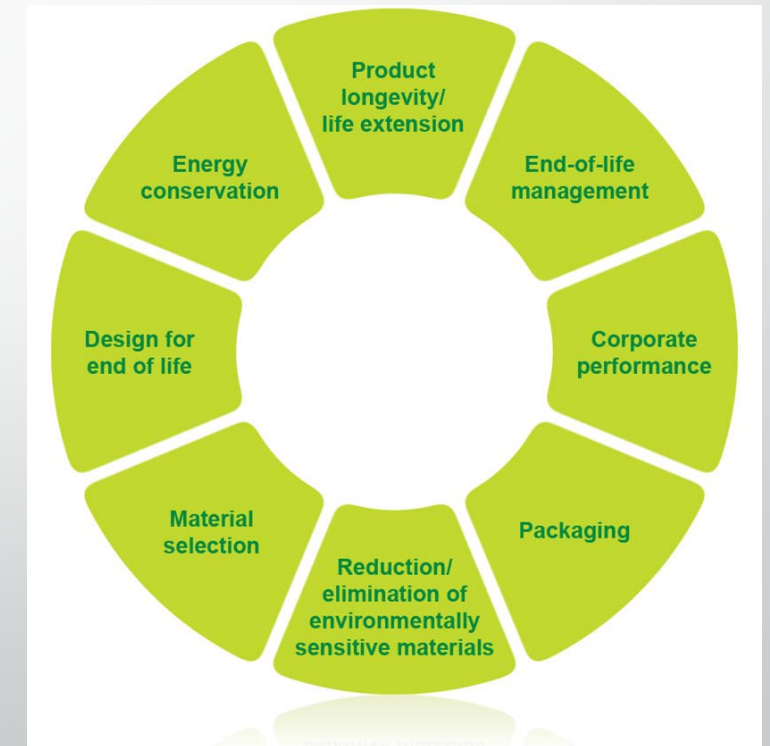 Product
longevity/
life extension
End-of-life
management
Corporate
performance
Packaging
Reduction/
elimination of
environmentally
sensitive materials
Material
selection
Design for
end of life
Energy
conservation